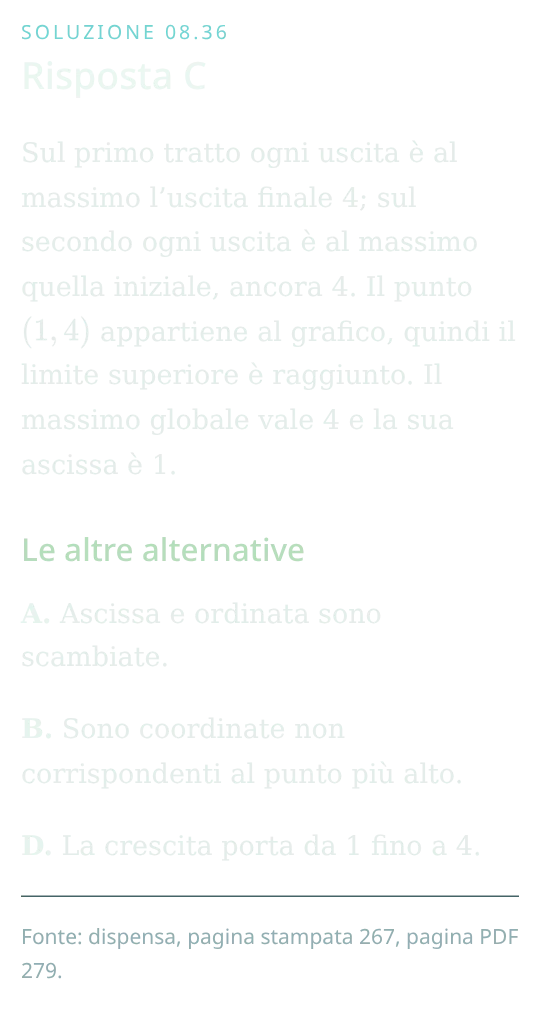 SOLUZIONE 08.36
Risposta C
Sul primo tratto ogni uscita è al
massimo l’uscita finale 4; sul
secondo ogni uscita è al massimo
quella iniziale, ancora 4. Il punto
(1, 4) appartiene al grafico, quindi il
limite superiore è raggiunto. Il
massimo globale vale 4 e la sua
ascissa è 1.
Le altre alternative
A. Ascissa e ordinata sono
scambiate.
B. Sono coordinate non
corrispondenti al punto più alto.
D. La crescita porta da 1 fino a 4.
Fonte: dispensa, pagina stampata 267, pagina PDF
279.